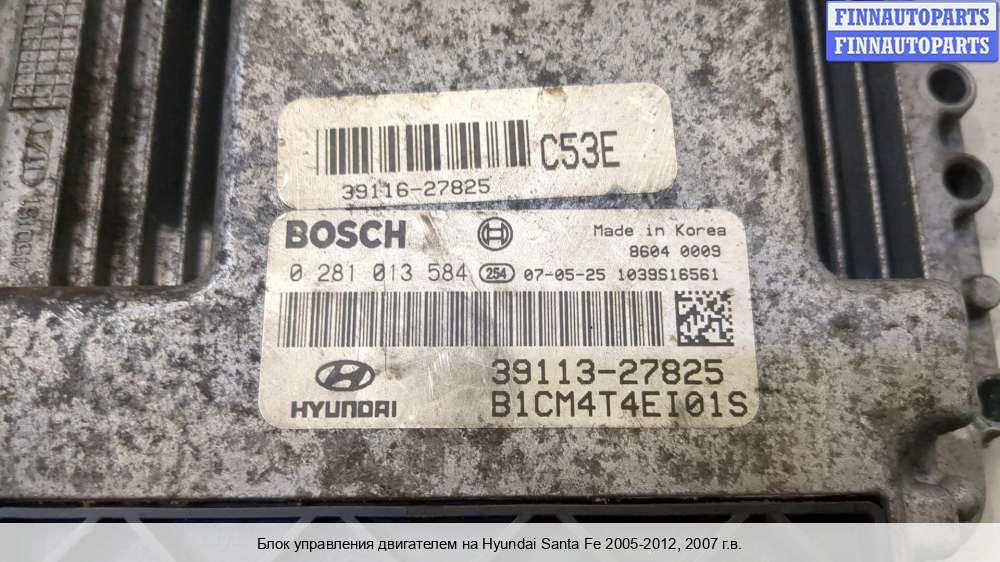 FINNAUTOPARTS
FINNAUTOPARTS
C53E
39116-27825
BOSCH
Made in Korea
8604 0009
0 281 013 584 254 07-05-25 1039S16561
39113-27825
HYUNDAI
B1CM4T4EI01S
Блок управления двигателем на Hyundai Santa Fe 2005-2012, 2007 г.в.